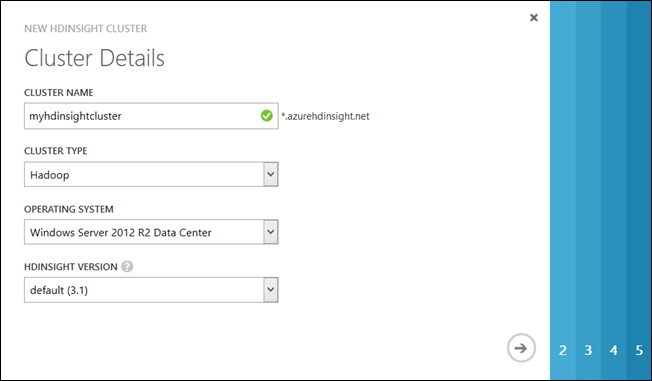 NEW HDINSIGHT CLUSTER
Cluster Details
CLUSTER NAME
myhdinsightcluster *.azurehdinsight.net
CLUSTER TYPE
Hadoop
OPERATING SYSTEM
Windows Server 2012 R2 Data Center
HDINSIGHT VERSION ?
default (3.1)
2 3 4 5